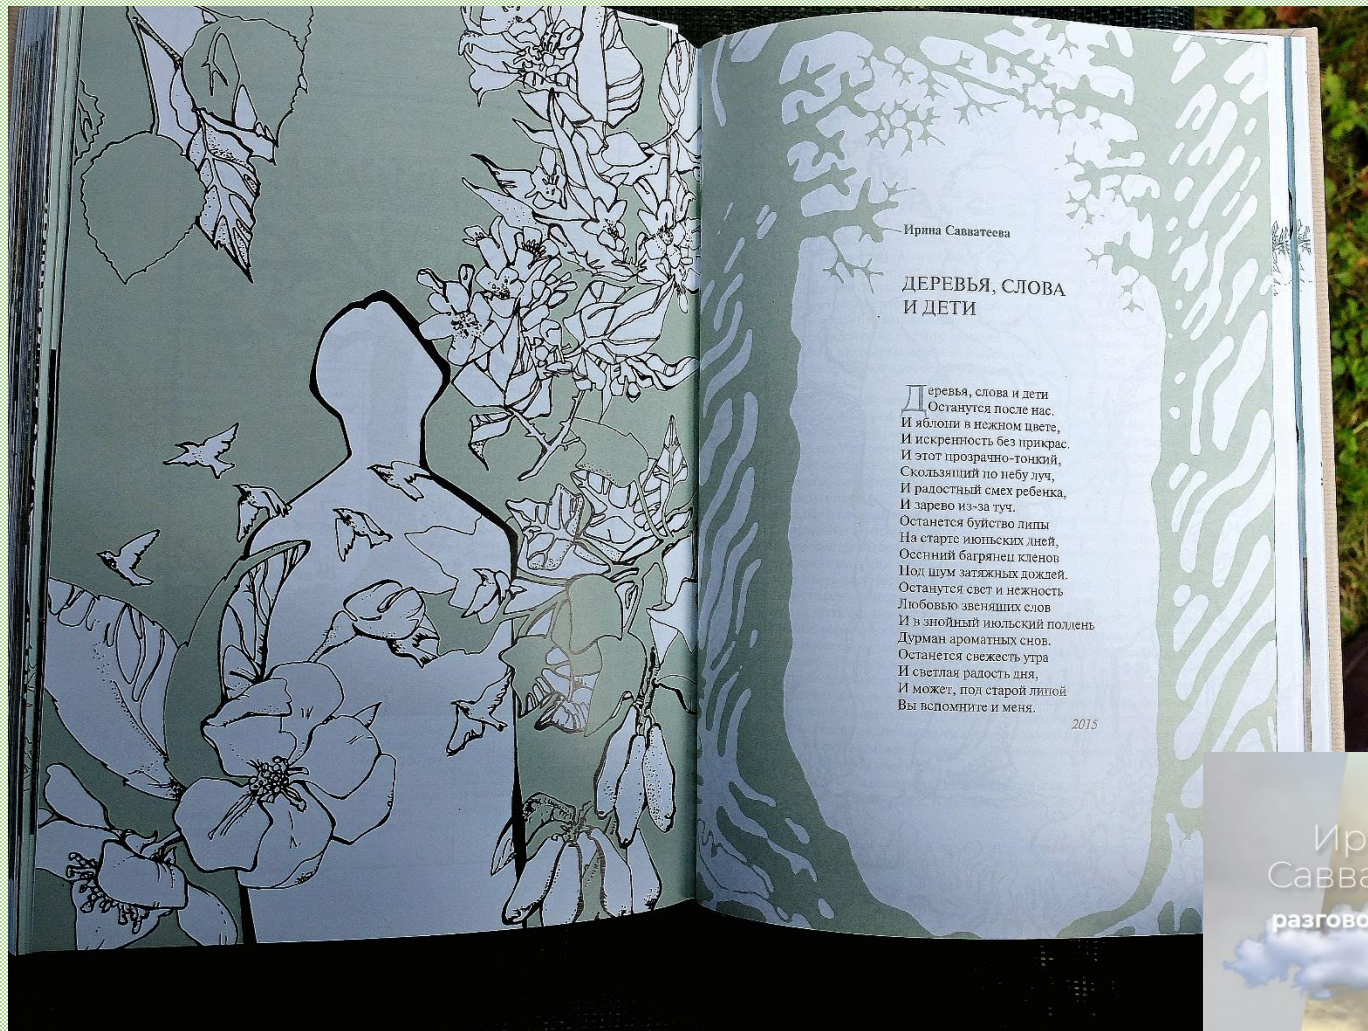 Ирина Савватеева
ДЕРЕВЬЯ, СЛОВА
И ДЕТИ
Деревья, слова и дети
Останутся после нас.
И яблони в нежном цвете,
И искренность без прикрас.
И этот прозрачно-тонкий,
Скользящий по небу луч,
И радостный смех ребенка,
И зарево из-за туч.
Останется буйство липы
На старте июньских дней,
Осенний багрянец кленов
Под шум затяжных дождей.
Останутся свет и нежность
Любовью звенящих слов
И в знойный июльский полдень
Дурман ароматных снов.
Останется свежесть утра
И светлая радость дня,
И может, под старой липой
Вы вспомните и меня.
2015
Ир
Савва
разгово